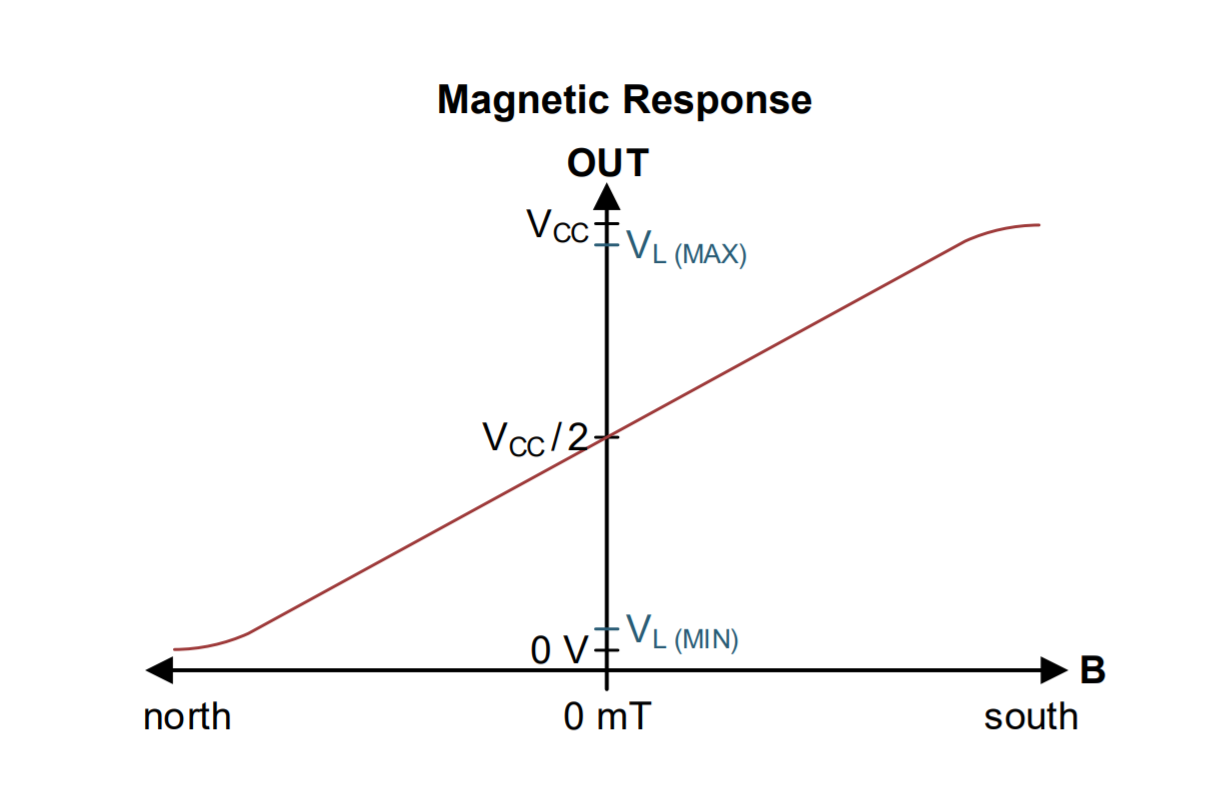 Magnetic Response
OUT
VCC
VL (MAX)
VCC / 2
VL (MIN)
0 V
B
north
0 mT
south